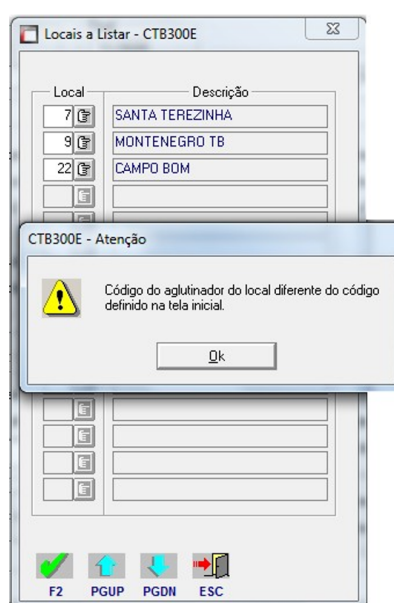 Locais a Listar - CTB300E
Local Descrição
7 SANTA TEREZINHA
9 MONTENEGRO TB
22 CAMPO BOM
CTB300E - Atenção
Código do aglutinador do local diferente do código
definido na tela inicial.
Ok
F2 PGUP PGDN ESC